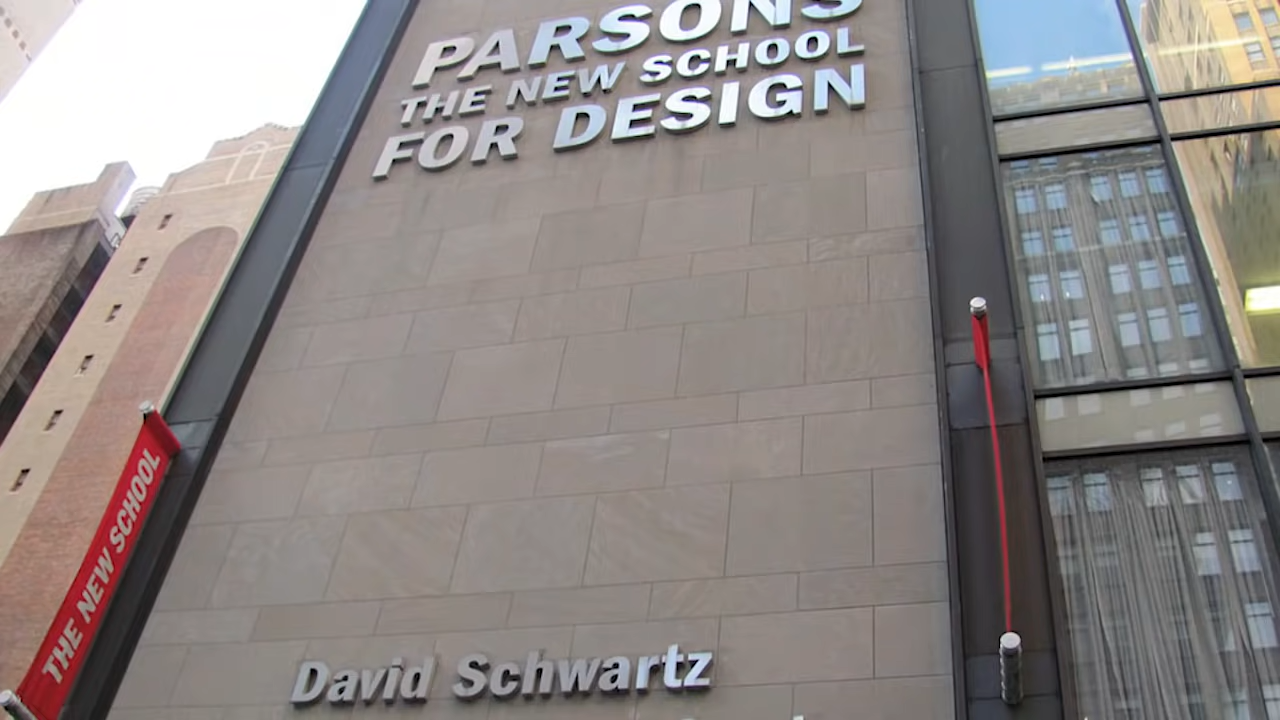 PARSONS
THE NEW SCHOOL
FOR DESIGN
THE NEW SCHOOL
David Schwartz